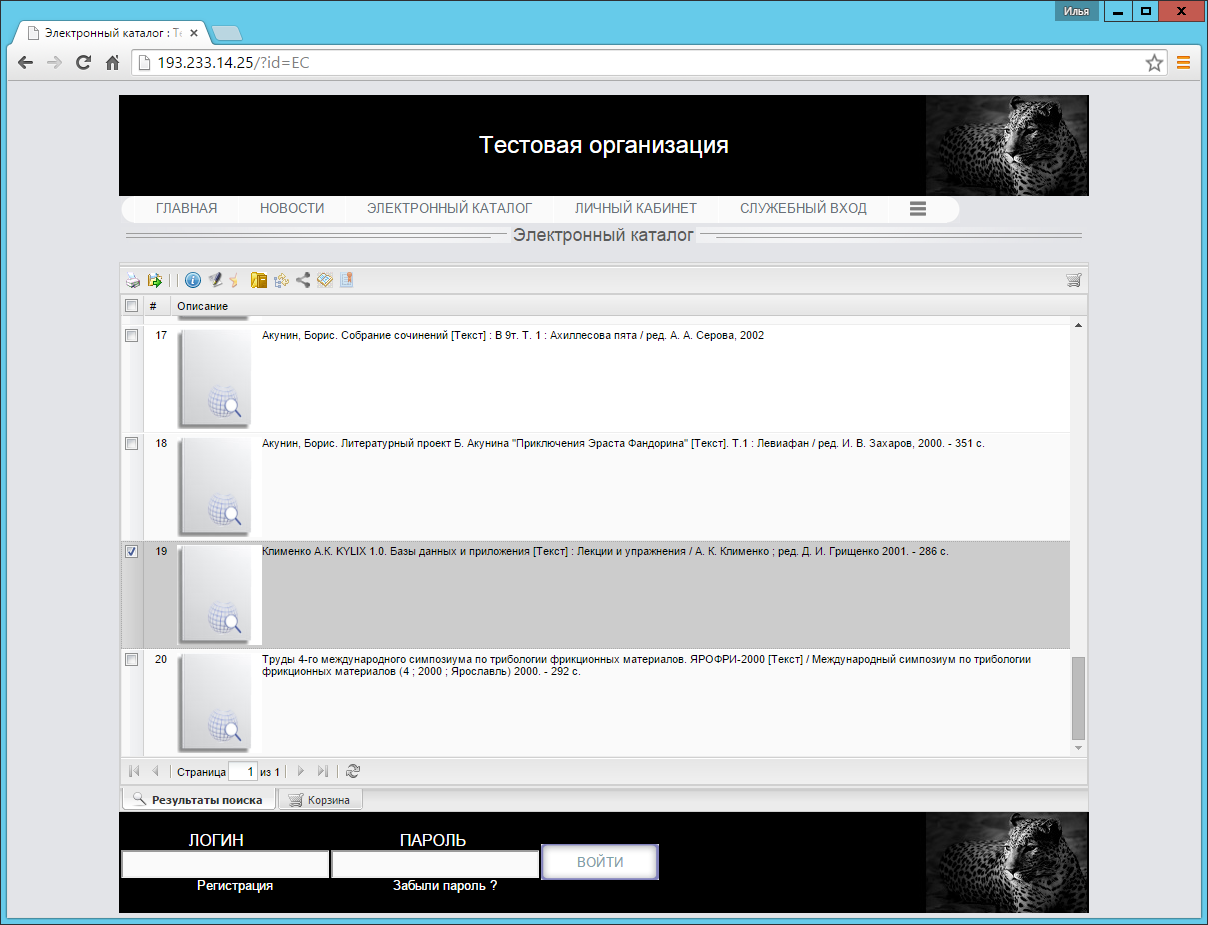 Илья
Электронный каталог : Те
193.233.14.25/?id=EC
Тестовая организация
ГЛАВНАЯ НОВОСТИ ЭЛЕКТРОННЫЙ КАТАЛОГ ЛИЧНЫЙ КАБИНЕТ СЛУЖЕБНЫЙ ВХОД
Электронный каталог
# Описание
17 Акунин, Борис. Собрание сочинений [Текст] : В 9т. Т. 1 : Ахиллесова пята / ред. А. А. Серова, 2002
18 Акунин, Борис. Литературный проект Б. Акунина "Приключения Эраста Фандорина" [Текст]. Т.1 : Левиафан / ред. И. В. Захаров, 2000. - 351 с.
19 Клименко А.К. KYLIX 1.0. Базы данных и приложения [Текст] : Лекции и упражнения / А. К. Клименко ; ред. Д. И. Грищенко 2001. - 286 с.
20 Труды 4-го международного симпозиума по трибологии фрикционных материалов. ЯРОФРИ-2000 [Текст] / Международный симпозиум по трибологии
фрикционных материалов (4 ; 2000 ; Ярославль) 2000. - 292 с.
Страница 1 из 1
Результаты поиска Корзина
ЛОГИН ПАРОЛЬ
ВОЙТИ
Регистрация Забыли пароль ?